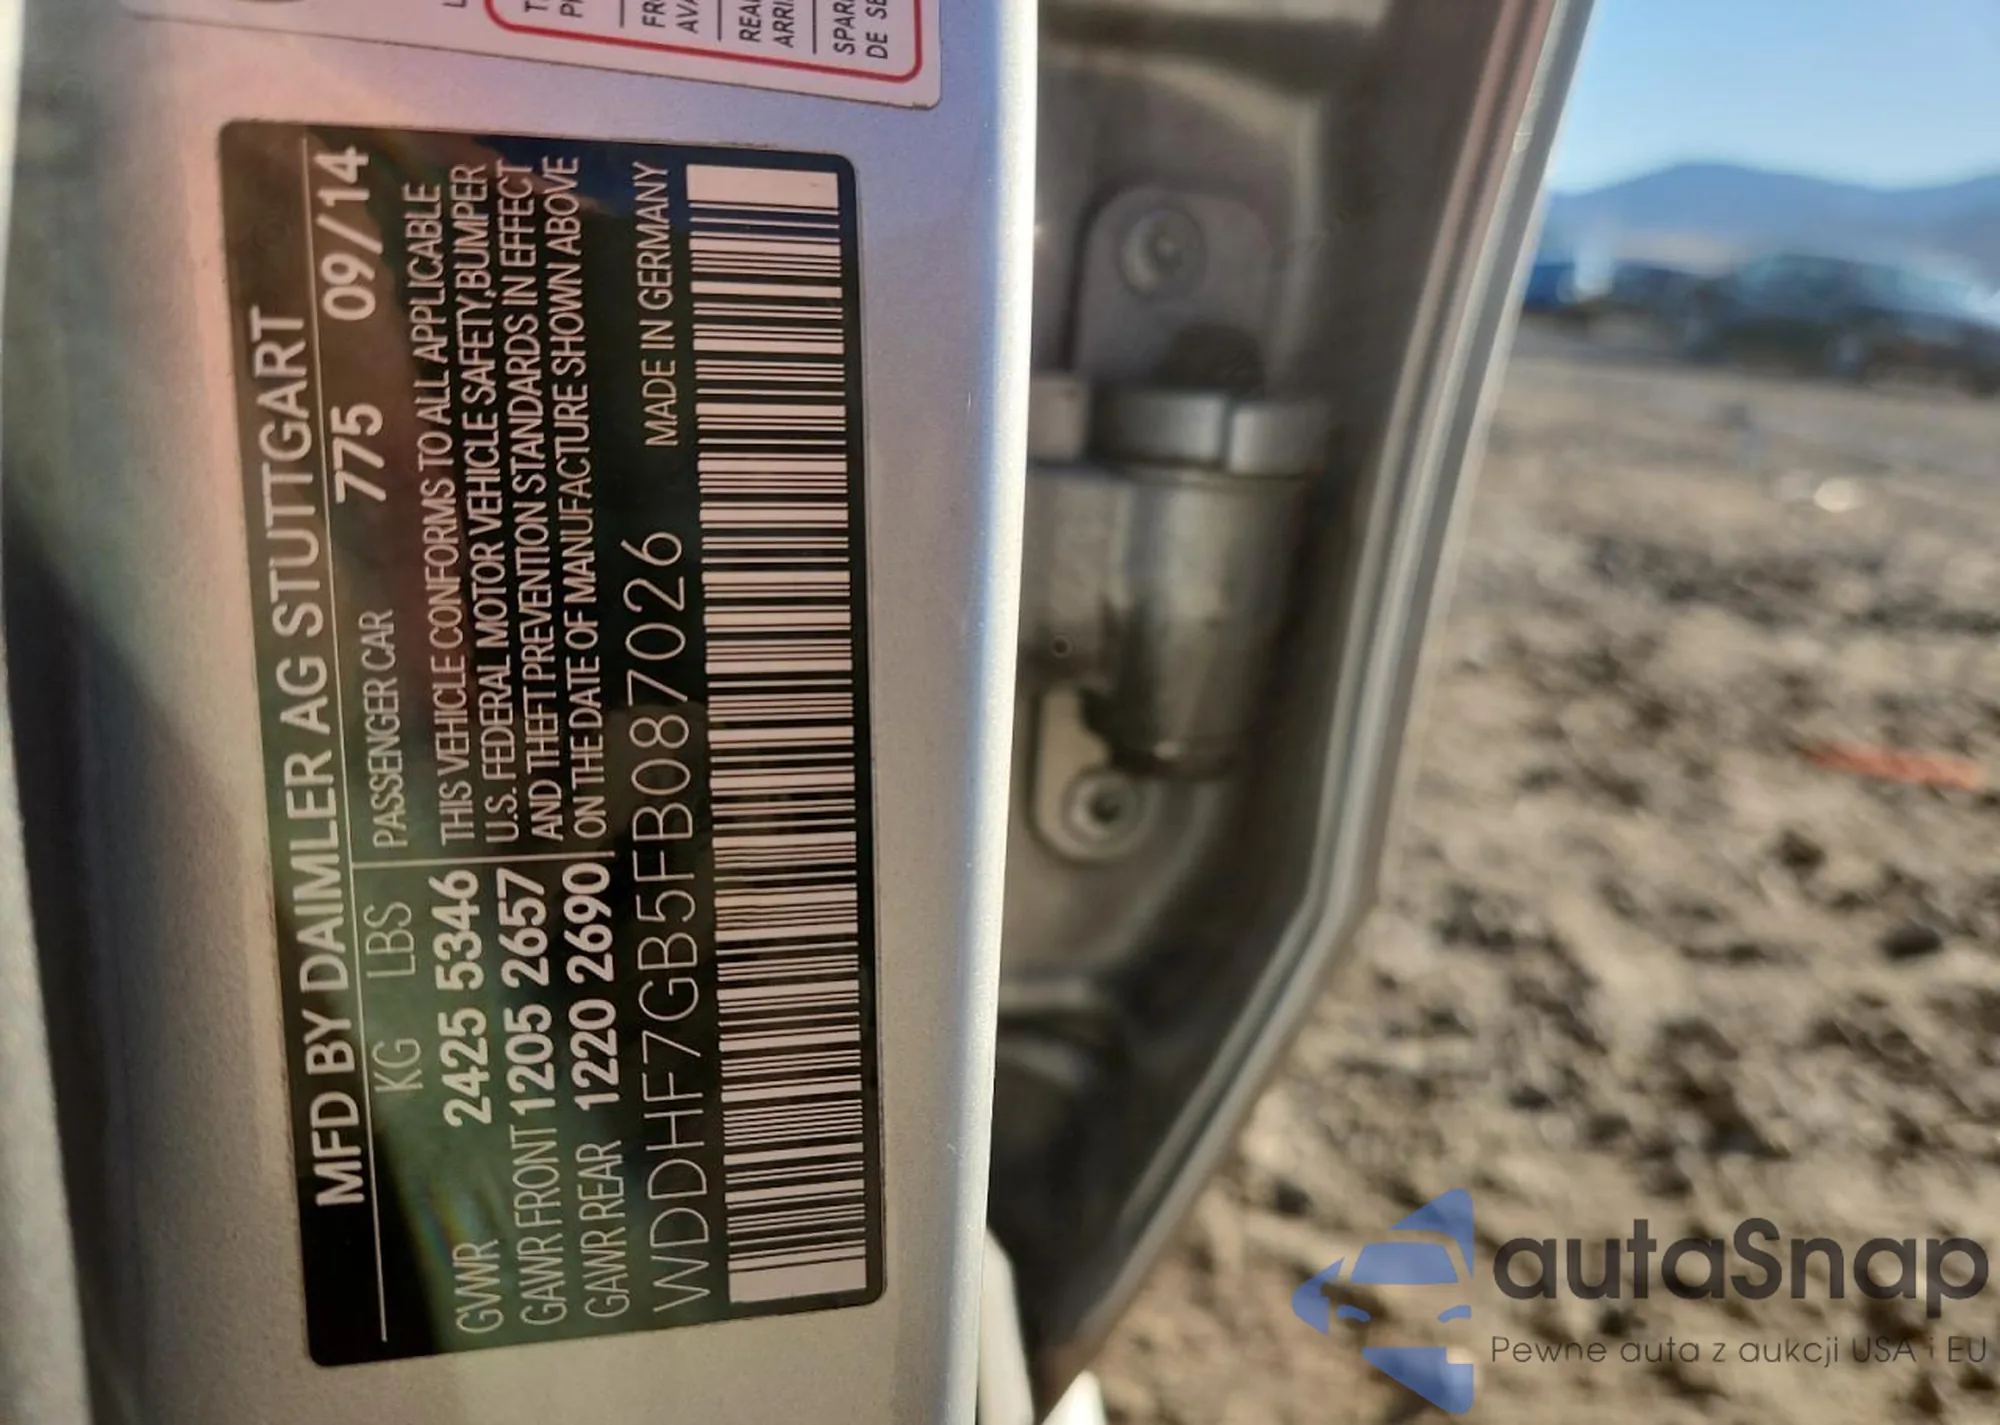 MFD BY DAIMLER AG STUTTGART
KG LBS PASSENGER CAR 775 09/14
GWWR 2425 5346 THIS VEHICLE CONFORMS TO ALL APPLICABLE
GAWR FRONT 1205 2657 U.S. FEDERAL MOTOR VEHICLE SAFETY,BUMPER
GAWR REAR 1220 2690 AND THEFT PREVENTION STANDARDS IN EFFECT
ON THE DATE OF MANUFACTURE SHOWN ABOVE
WDDHF7GB5FB087026 MADE IN GERMANY
DE
autaSnap
Pewne auta z aukcji USA i EU